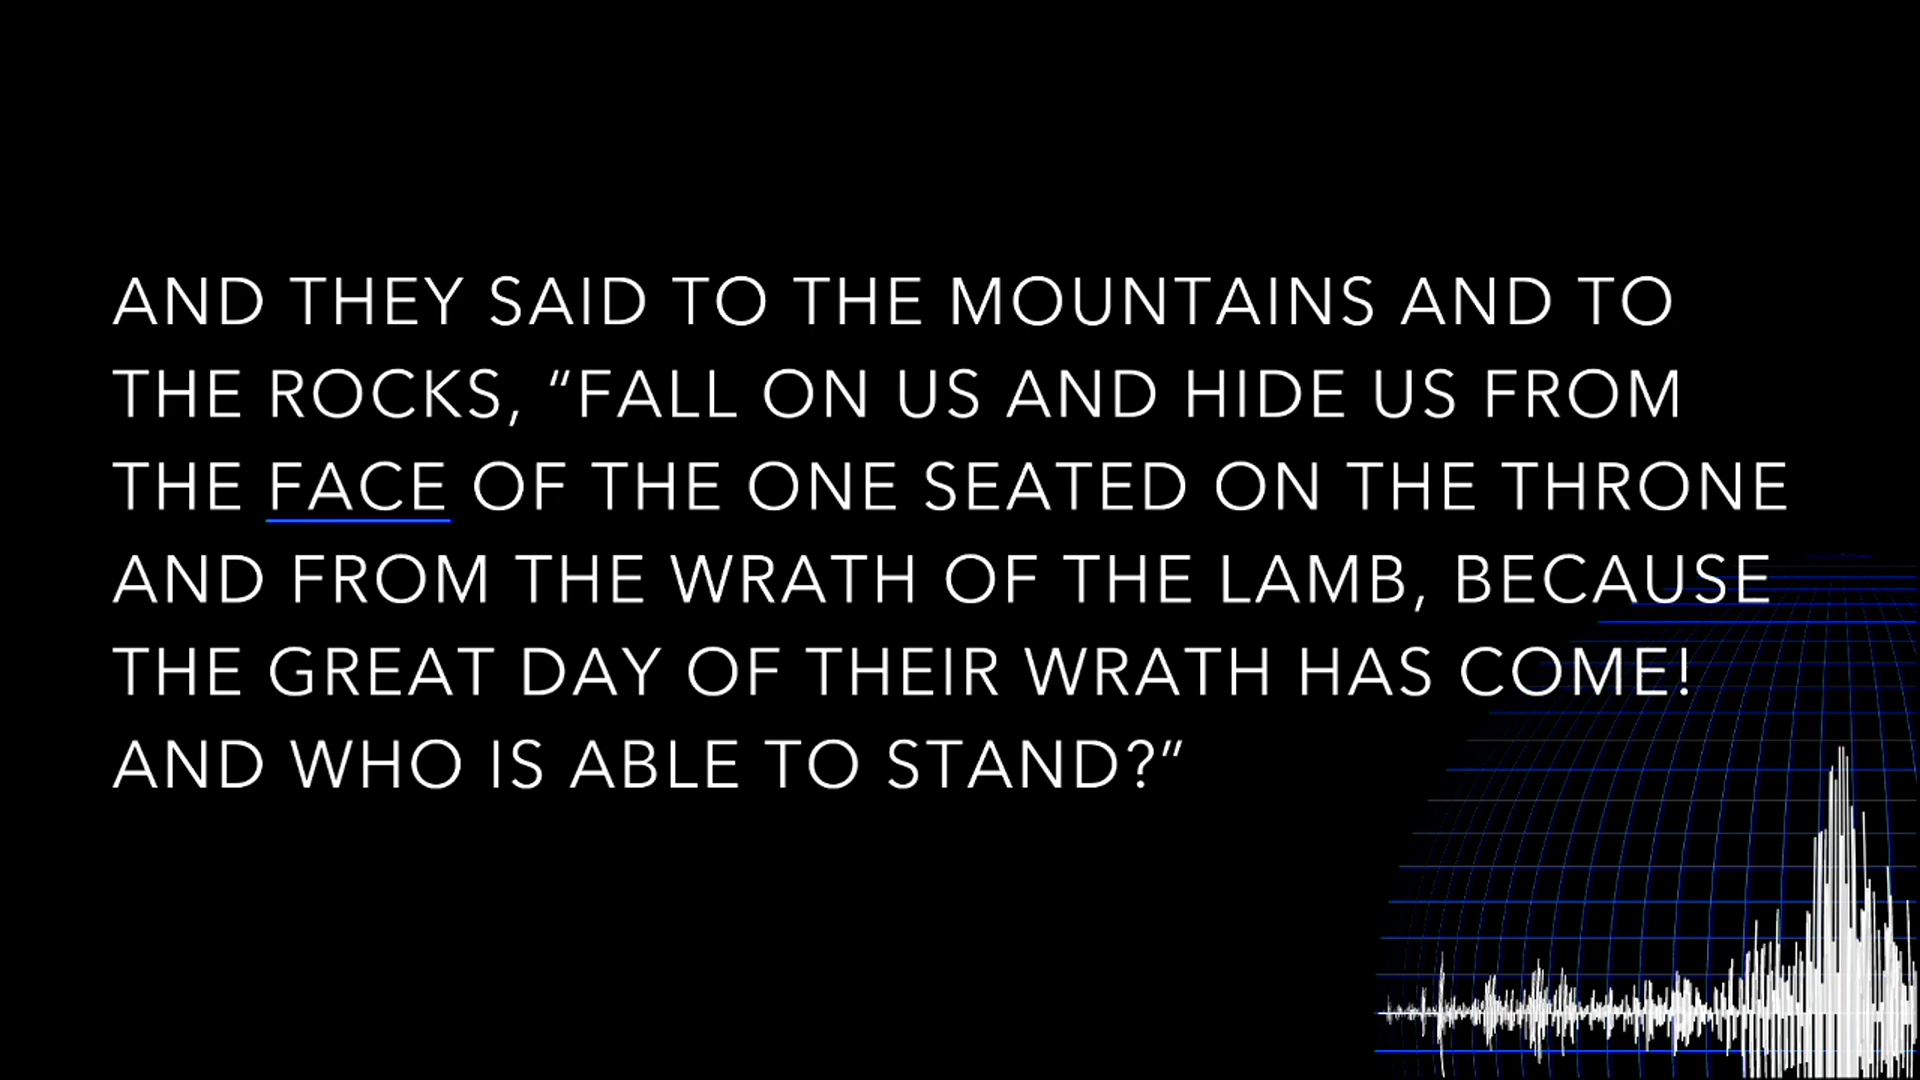 AND THEY SAID TO THE MOUNTAINS AND TO
THE ROCKS, “FALL ON US AND HIDE US FROM
THE FACE OF THE ONE SEATED ON THE THRONE
AND FROM THE WRATH OF THE LAMB, BECAUSE
THE GREAT DAY OF THEIR WRATH HAS COME!
AND WHO IS ABLE TO STAND?”